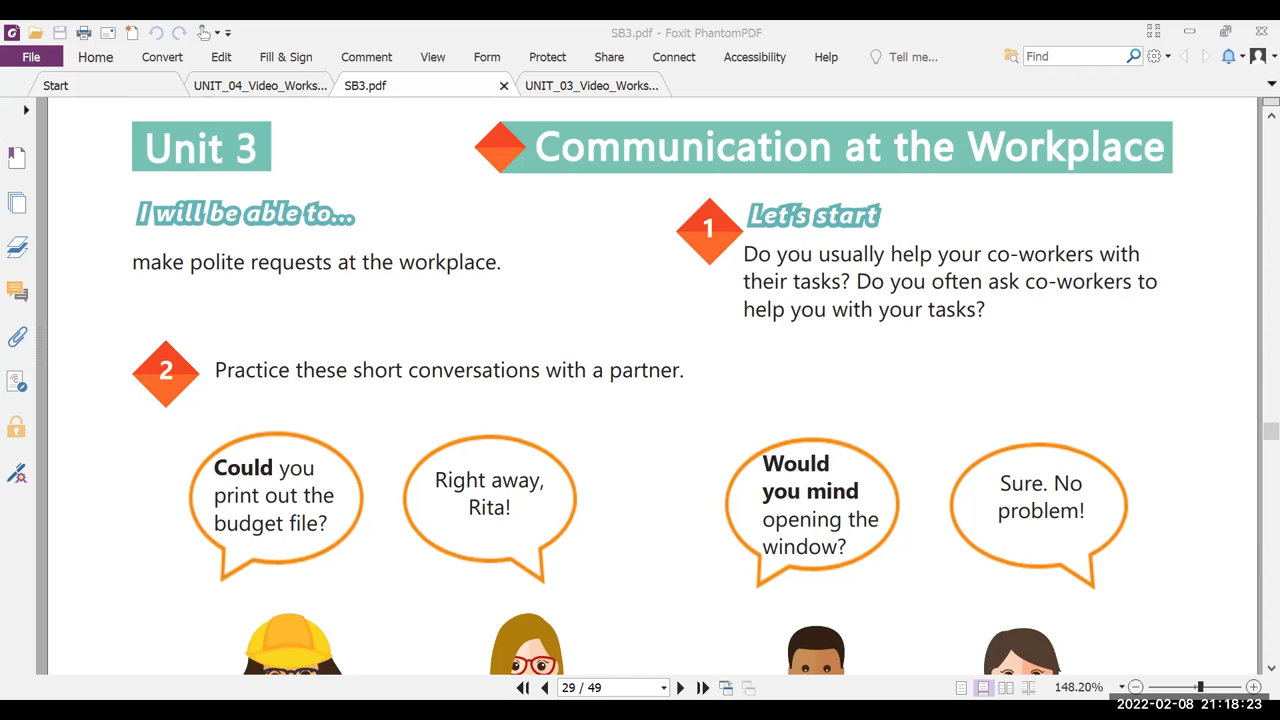 SB3.pdf - Foxit PhantomPDF
File Home Convert Edit Fill & Sign Comment View Form Protect Share Connect Accessibility Help Tell me... Find
Start UNIT_04_Video_Works... SB3.pdf UNIT_03_Video_Works...
Unit 3
Communication at the Workplace
I will be able to...
make polite requests at the workplace.
1
Let's start
Do you usually help your co-workers with
their tasks? Do you often ask co-workers to
help you with your tasks?
2
Practice these short conversations with a partner.
Could you
print out the
budget file?
Right away,
Rita!
Would
you mind
opening the
window?
Sure. No
problem!
29 / 49
148.20%
2022-02-08 21:18:23